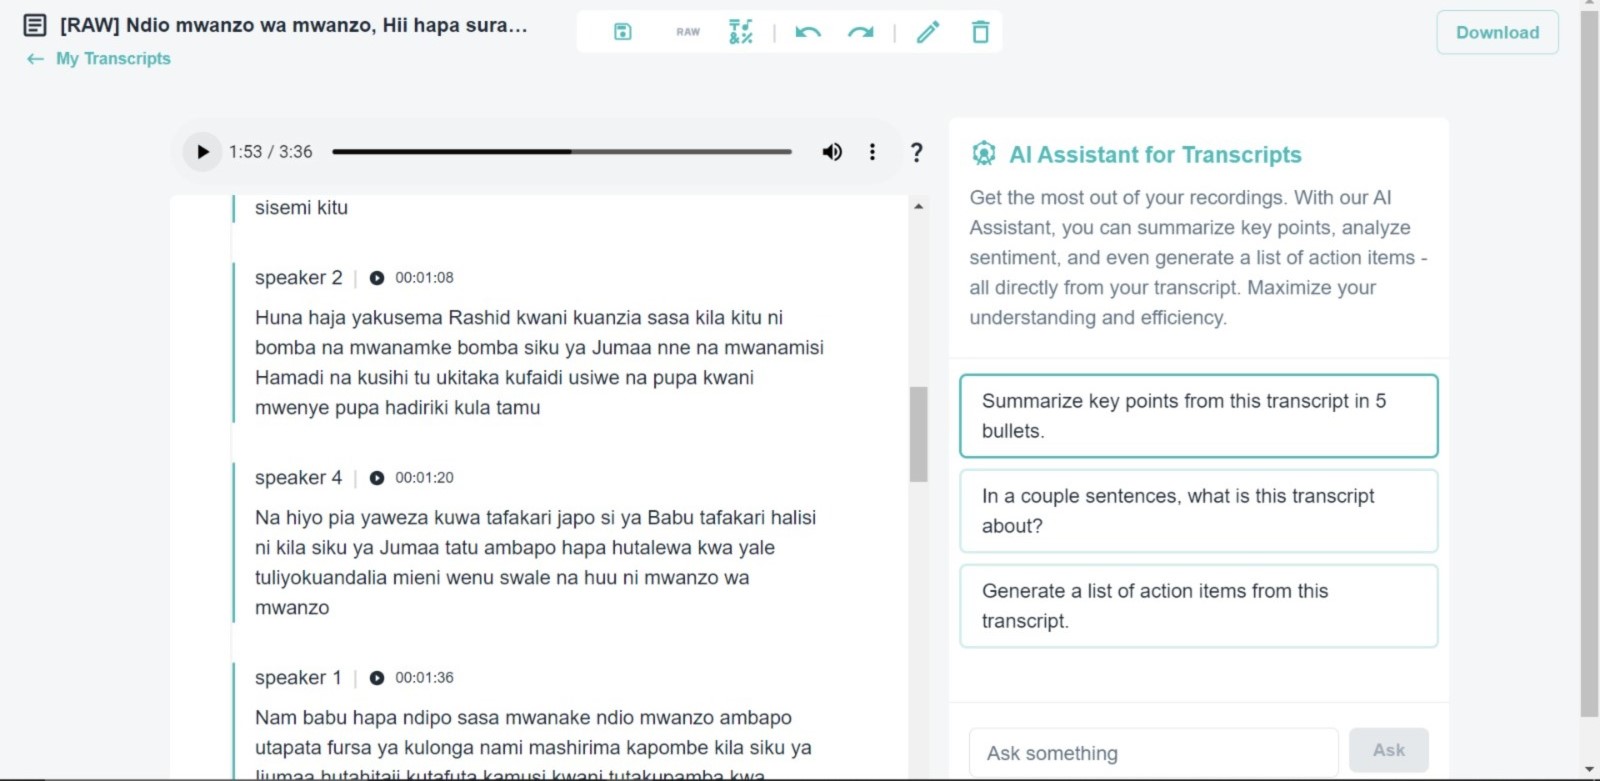 [RAW] Ndio mwanzo wa mwanzo, Hii hapa sura...
My Transcripts
RAW
Download
1:53 / 3:36
?
sisemi kitu
speaker 2 | 00:01:08
Huna haja yakusema Rashid kwani kuanzia sasa kila kitu ni
bomba na mwanamke bomba siku ya Jumaa nne na mwanamisi
Hamadi na kusihi tu ukitaka kufaidi usiwe na pupa kwani
mwenye pupa hadiriki kula tamu
speaker 4 | 00:01:20
Na hiyo pia yaweza kuwa tafakari japo si ya Babu tafakari halisi
ni kila siku ya Jumaa tatu ambapo hapa hutalewa kwa yale
tuliyokuandalia mieni wenu swale na huu ni mwanzo wa
mwanzo
speaker 1 | 00:01:36
Nam babu hapa ndipo sasa mwanake ndio mwanzo ambapo
utapata fursa ya kulonga nami mashirima kapombe kila siku ya
Ijumaa hutahitaji kutafuta kamusi kwani tutakupamba kwa
AI Assistant for Transcripts
Get the most out of your recordings. With our AI
Assistant, you can summarize key points, analyze
sentiment, and even generate a list of action items -
all directly from your transcript. Maximize your
understanding and efficiency.
Summarize key points from this transcript in 5
bullets.
In a couple sentences, what is this transcript
about?
Generate a list of action items from this
transcript.
Ask something
Ask